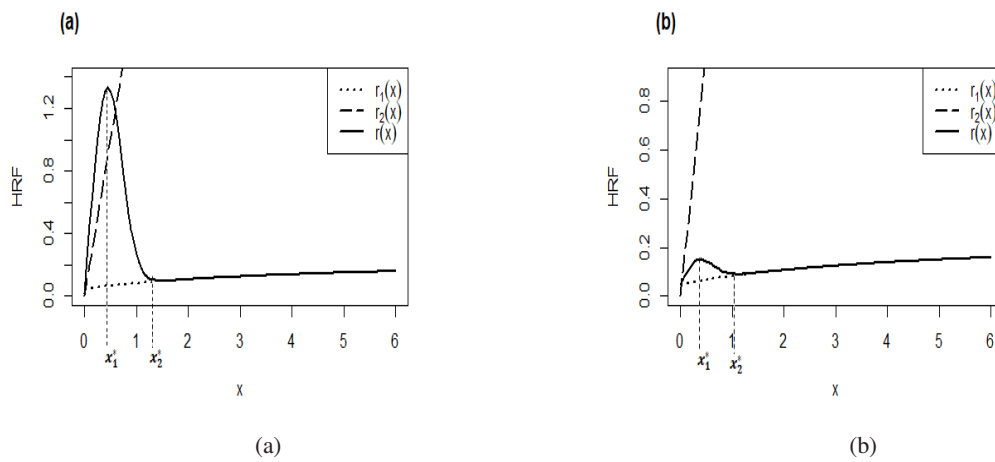 (a)
HRF
0.0 0.4 0.8 1.2
r₁(x)
r₂(x)
r(x)
0 1 2 3 4 5 6
x₁* x₂*
x
(a)
(b)
HRF
0.0 0.2 0.4 0.6 0.8
r₁(x)
r₂(x)
r(x)
0 1 2 3 4 5 6
x₁* x₂*
x
(b)